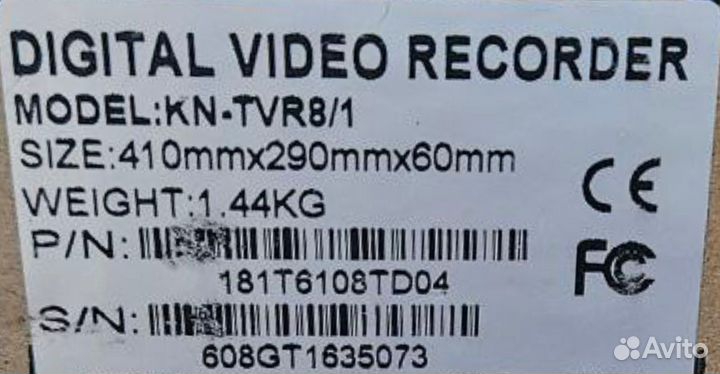 DIGITAL VIDEO RECORDER
MODEL:KN-TVR8/1
SIZE:410mmx290mmx60mm
WEIGHT:1.44KG
CE
P/N:
181T6108TD04
FC
S/N:
608GT1635073
Avito